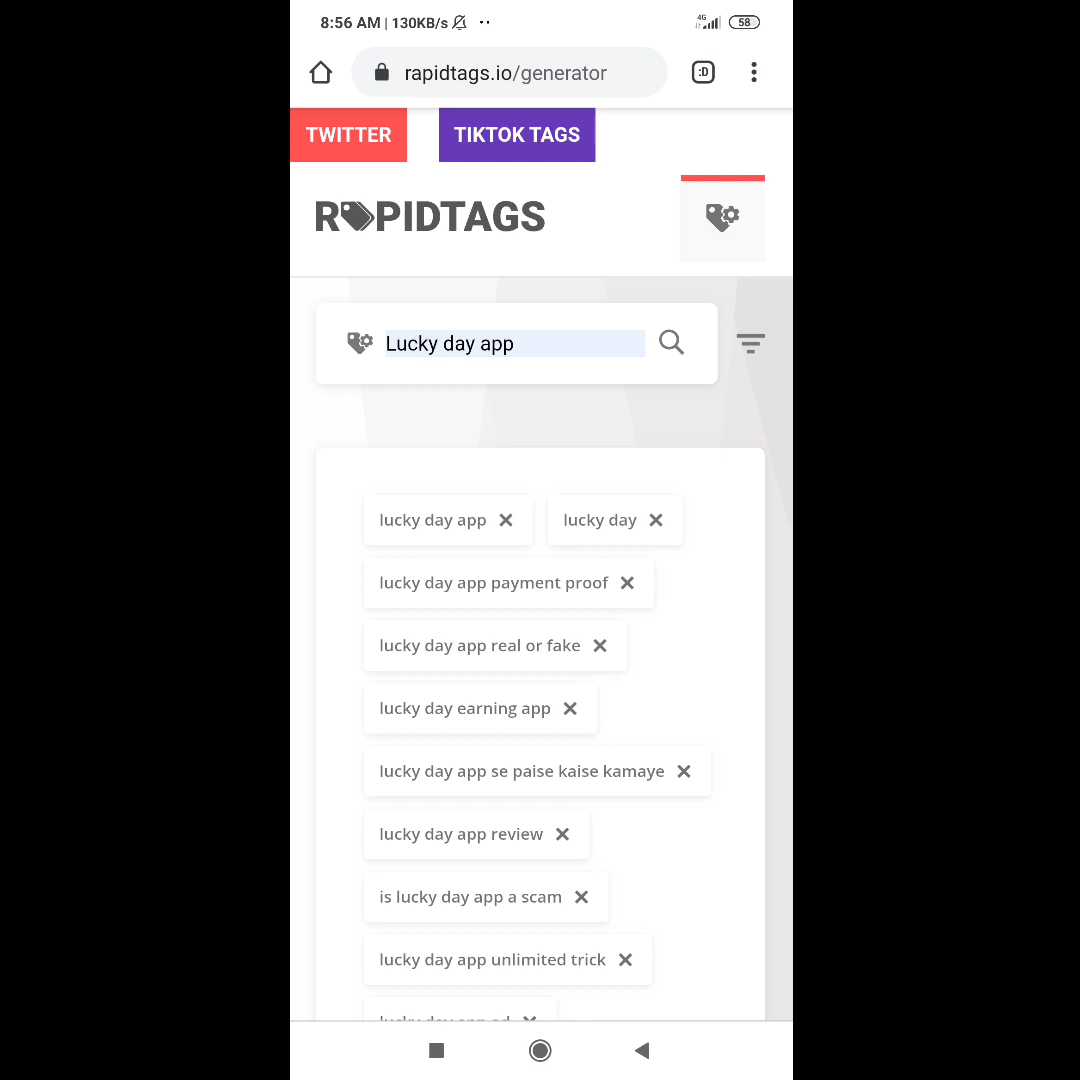 8:56 AM | 130KB/s
4G 58
rapidtags.io/generator
:D
TWITTER TIKTOK TAGS
RAPIDTAGS
Lucky day app
lucky day app lucky day
lucky day app payment proof
lucky day app real or fake
lucky day earning app
lucky day app se paise kaise kamaye
lucky day app review
is lucky day app a scam
lucky day app unlimited trick